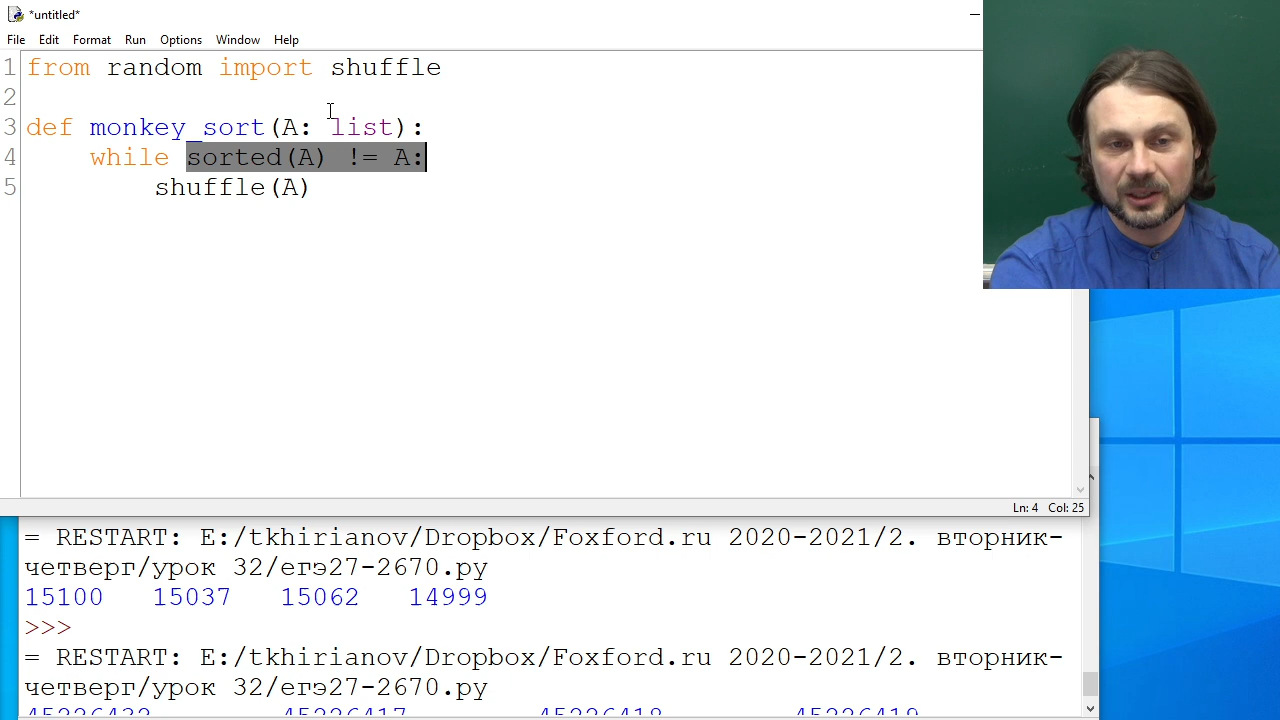 *untitled*
File Edit Format Run Options Window Help
1 from random import shuffle
2
3 def monkey_sort(A: list):
4 while sorted(A) != A:
5 shuffle(A)
Ln: 4 Col: 25
= RESTART: E:/tkhirianov/Dropbox/Foxford.ru 2020-2021/2. вторник-
четверг/урок 32/егэ27-2670.py
15100 15037 15062 14999
>>>
= RESTART: E:/tkhirianov/Dropbox/Foxford.ru 2020-2021/2. вторник-
четверг/урок 32/егэ27-2670.py